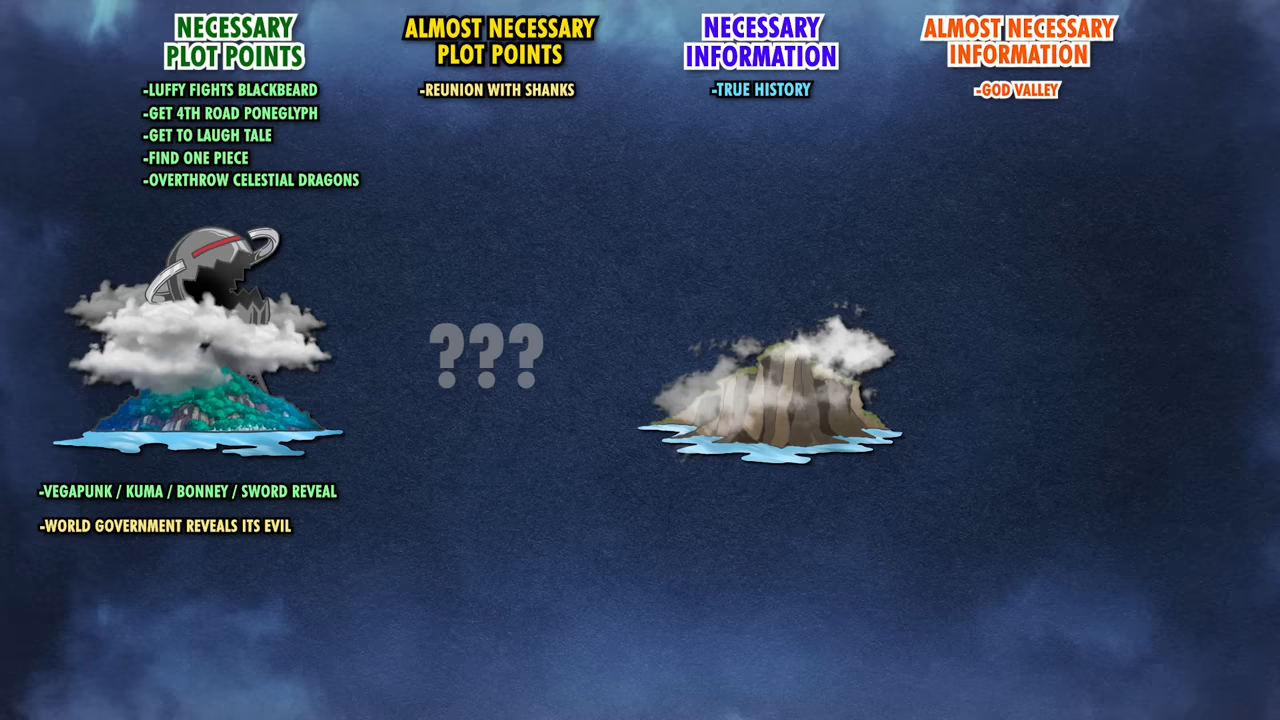 NECESSARY
PLOT POINTS
-LUFFY FIGHTS BLACKBEARD
-GET 4TH ROAD PONEGLYPH
-GET TO LAUGH TALE
-FIND ONE PIECE
-OVERTHROW CELESTIAL DRAGONS
ALMOST NECESSARY
PLOT POINTS
-REUNION WITH SHANKS
NECESSARY
INFORMATION
-TRUE HISTORY
ALMOST NECESSARY
INFORMATION
-GOD VALLEY
???
-VEGAPUNK / KUMA / BONNEY / SWORD REVEAL
-WORLD GOVERNMENT REVEALS ITS EVIL